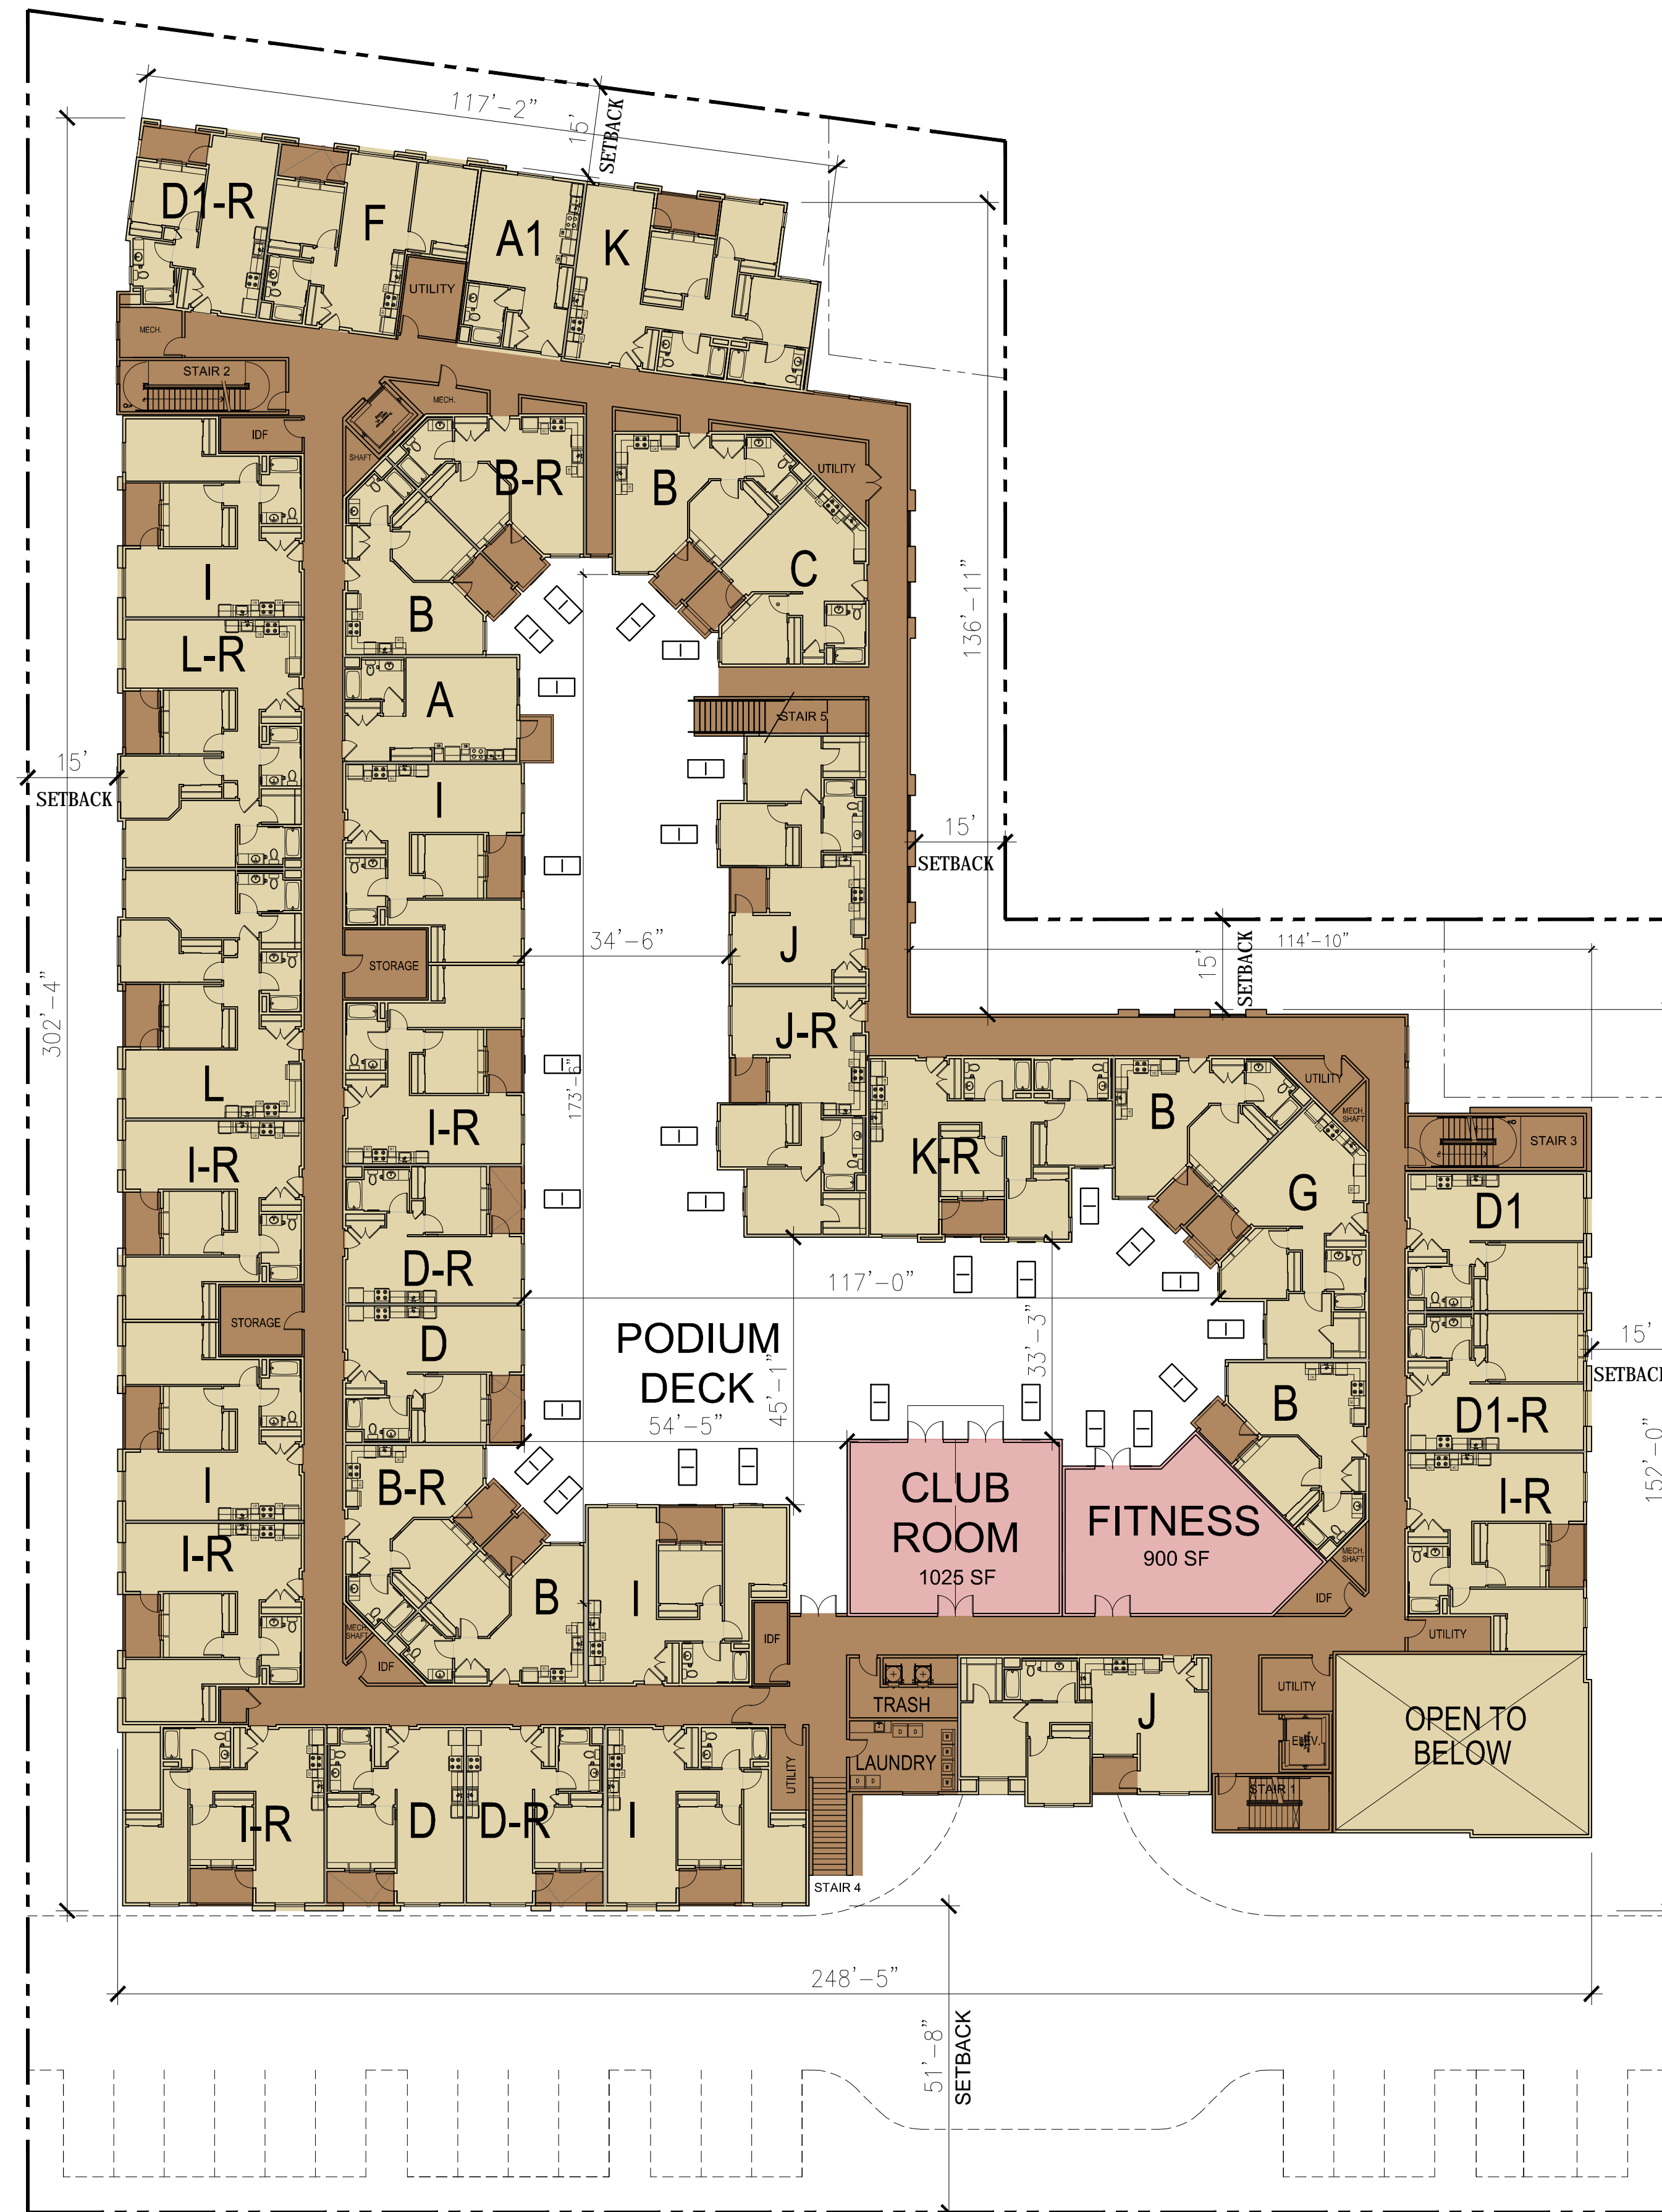 117'-2"
15'
SETBACK
D1-R
F
A1
K
UTILITY
MECH.
STAIR 2
MECH.
IDF
SHAFT
B-R
B
UTILITY
I
C
B
136'-11"
L-R
A
STAIR 5
15'
SETBACK
I
15'
SETBACK
34'-6"
114'-10"
15'
SETBACK
STORAGE
J
302'-4"
J-R
173'-6"
L
I-R
UTILITY
MECH.
SHAFT
B
STAIR 3
I-R
K-R
G
D1
D-R
117'-0"
STORAGE
D
PODIUM
DECK
33'-3"
45'-1"
15'
SETBACK
54'-5"
B
D1-R
152'-0"
B-R
CLUB
ROOM
1025 SF
FITNESS
900 SF
I
I-R
I-R
MECH.
SHAFT
B
I
IDF
MECH.
SHAFT
IDF
IDF
UTILITY
TRASH
J
UTILITY
OPEN TO
BELOW
ELEV.
LAUNDRY
UTILITY
STAIR 1
I-R
D
D-R
I
STAIR 4
248'-5"
51'-8"
SETBACK